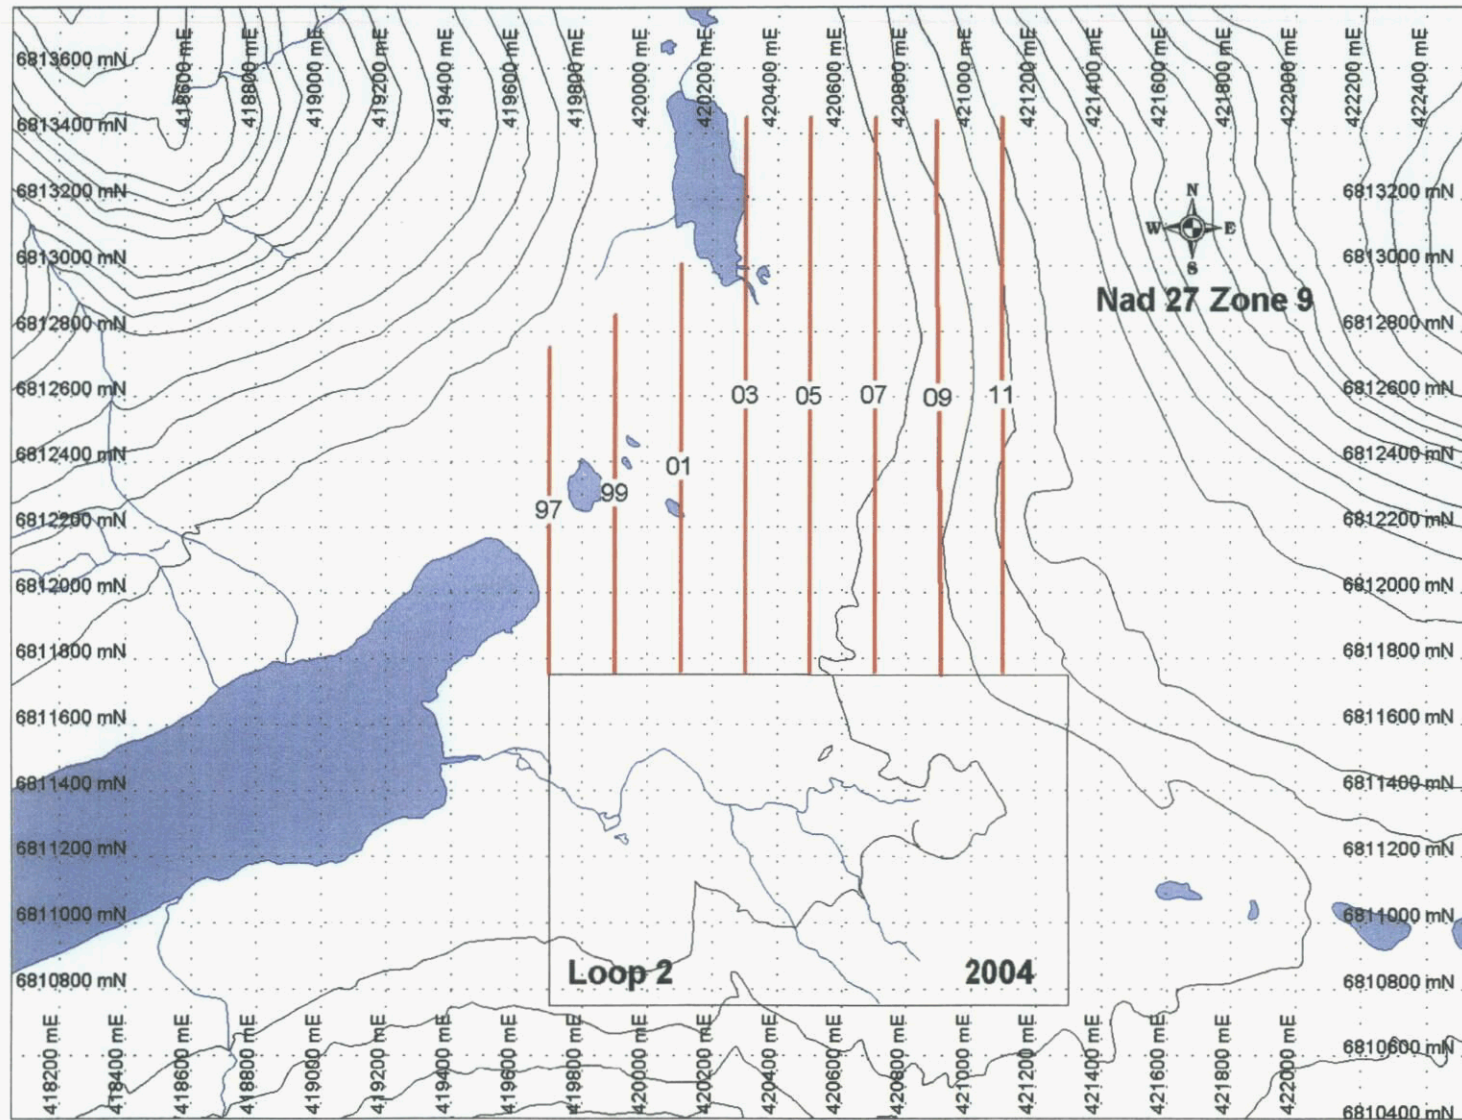 418600 mE 418800 mE 419000 mE 419200 mE 419400 mE 419600 mE 419800 mE 420000 mE 420200 mE 420400 mE 420600 mE 420800 mE 421000 mE 421200 mE 421400 mE 421600 mE 421800 mE 422000 mE 422200 mE 422400 mE
6813600 mN
6813400 mN
6813200 mN 6813200 mN
N
W E
S
6813000 mN 6813000 mN
Nad 27 Zone 9
6812800 mN 6812800 mN
6812600 mN 03 05 07 09 11 6812600 mN
6812400 mN 01 6812400 mN
97 99
6812200 mN 6812200 mN
6812000 mN 6812000 mN
6811800 mN 6811800 mN
6811600 mN 6811600 mN
6811400 mN 6811400 mN
6811200 mN 6811200 mN
6811000 mN 6811000 mN
6810800 mN Loop 2 2004 6810800 mN
6810600 mN
6810400 mN
418200 mE 418400 mE 418600 mE 419000 mE 419200 mE 419400 mE 419600 mE 419800 mE 420000 mE 420200 mE 420400 mE 420600 mE 420800 mE 421000 mE 421200 mE 421400 mE 421600 mE 421800 mE 422000 mE